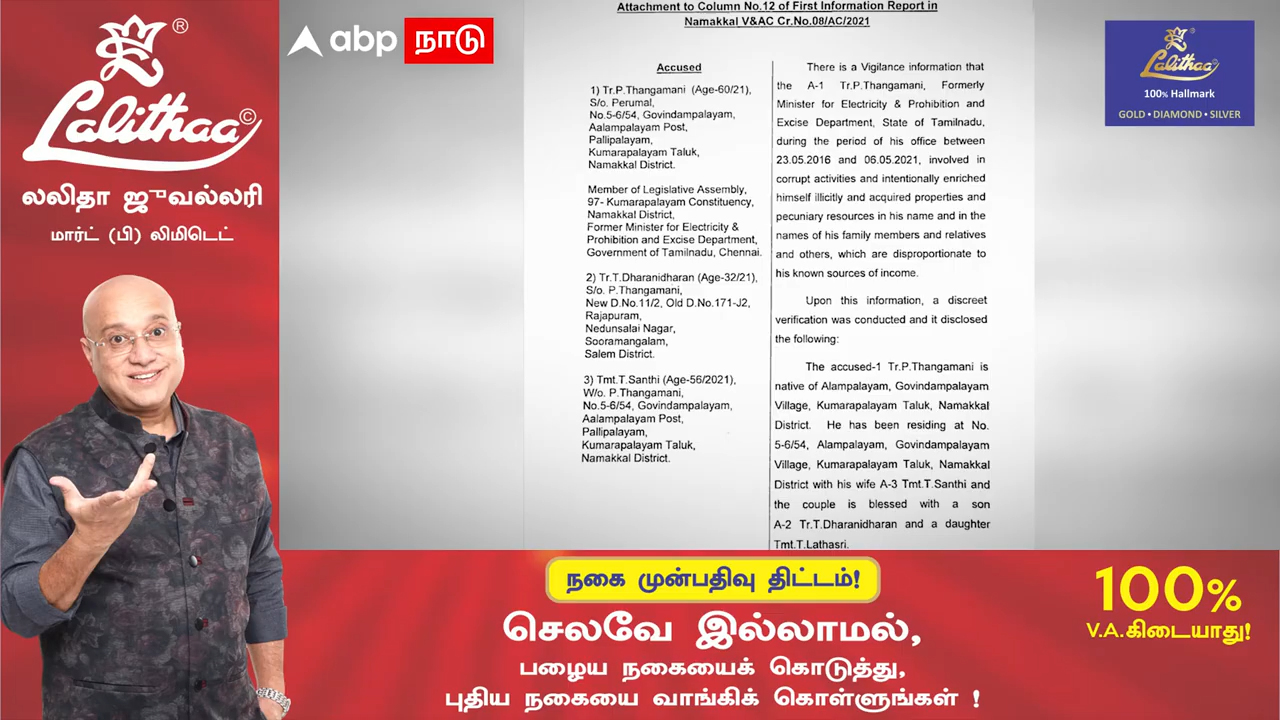 Lalithaa
®
©
லலிதா ஜுவல்லரி
மார்ட் (பி) லிமிடெட்
abp நாடு
Attachment to Column No.12 of First Information Report in
Namakkal V&AC Cr.No.08/AC/2021
Accused
1) Tr.P.Thangamani (Age-60/21),
S/o. Perumal,
No.5-6/54, Govindampalayam,
Aalampalayam Post,
Pallipalayam,
Kumarapalayam Taluk,
Namakkal District.
Member of Legislative Assembly,
97- Kumarapalayam Constituency,
Namakkal District,
Former Minister for Electricity &
Prohibition and Excise Department,
Government of Tamilnadu, Chennai.
2) Tr.T.Dharanidharan (Age-32/21),
S/o. P.Thangamani,
New D.No.11/2, Old D.No.171-J2,
Rajapuram,
Nedunsalai Nagar,
Sooramangalam,
Salem District.
3) Tmt.T.Santhi (Age-56/2021),
W/o. P.Thangamani,
No.5-6/54, Govindampalayam,
Aalampalayam Post,
Pallipalayam,
Kumarapalayam Taluk,
Namakkal District.
There is a Vigilance information that
the A-1 Tr.P.Thangamani, Formerly
Minister for Electricity & Prohibition and
Excise Department, State of Tamilnadu,
during the period of his office between
23.05.2016 and 06.05.2021, involved in
corrupt activities and intentionally enriched
himself illicitly and acquired properties and
pecuniary resources in his name and in the
names of his family members and relatives
and others, which are disproportionate to
his known sources of income.
Upon this information, a discreet
verification was conducted and it disclosed
the following:
The accused-1 Tr.P.Thangamani is
native of Alampalayam, Govindampalayam
Village, Kumarapalayam Taluk, Namakkal
District. He has been residing at No.
5-6/54, Alampalayam, Govindampalayam
Village, Kumarapalayam Taluk, Namakkal
District with his wife A-3 Tmt.T.Santhi and
the couple is blessed with a son
A-2 Tr.T.Dharanidharan and a daughter
Tmt.T.Lathasri.
Lalithaa
100% Hallmark
GOLD • DIAMOND • SILVER
நகை முன்பதிவு திட்டம்!
செலவே இல்லாமல்,
பழைய நகையைக் கொடுத்து,
புதிய நகையை வாங்கிக் கொள்ளுங்கள் !
100%
V.A.கிடையாது!